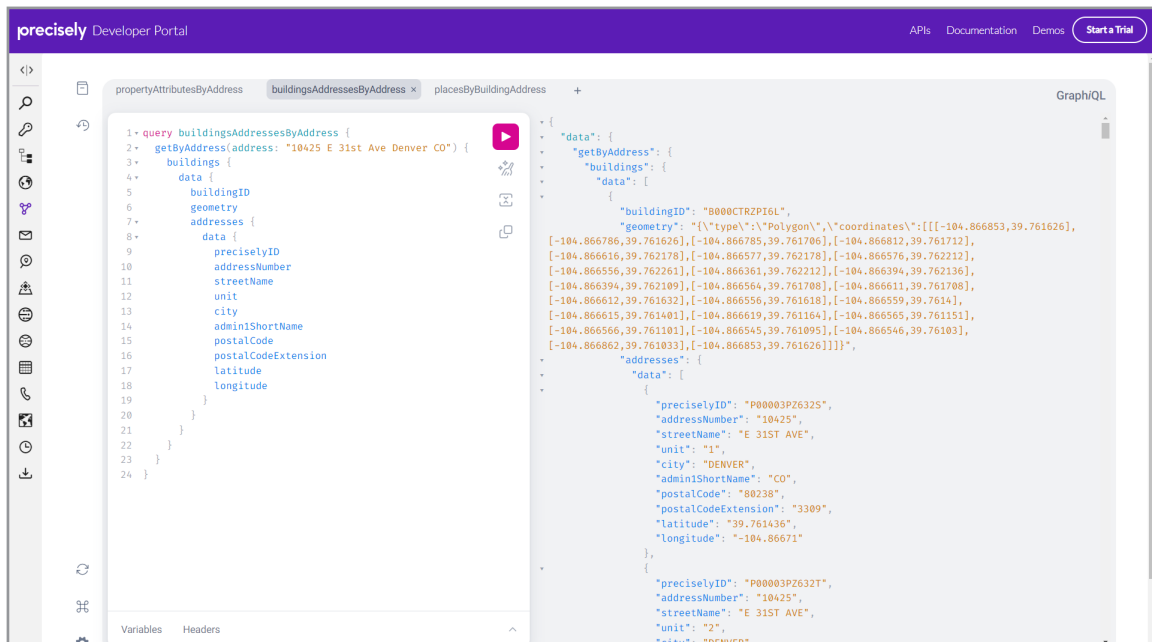 precisely Developer Portal
APIs Documentation Demos Start a Trial
propertyAttributesByAddress buildingsAddressesByAddress × placesByBuildingAddress +
GraphiQL
1 query buildingsAddressesByAddress {
2 getByAddress(address: "10425 E 31st Ave Denver CO") {
3 buildings {
4 data {
5 buildingID
6 geometry
7 addresses {
8 data {
9 preciselyID
10 addressNumber
11 streetName
12 unit
13 city
14 admin1ShortName
15 postalCode
16 postalCodeExtension
17 latitude
18 longitude
19 }
20 }
21 }
22 }
23 }
24 }
Variables Headers
{
"data": {
"getByAddress": {
"buildings": {
"data": [
{
"buildingID": "B000CTRZPI6L",
"geometry": "{\"type\":\"Polygon\",\"coordinates\":[[[-104.866853,39.761626],
[-104.866786,39.761626],[-104.866785,39.761706],[-104.866812,39.761712],
[-104.866616,39.762178],[-104.866577,39.762178],[-104.866576,39.762212],
[-104.866556,39.762261],[-104.866361,39.762212],[-104.866394,39.762136],
[-104.866394,39.762109],[-104.866564,39.761708],[-104.866611,39.761708],
[-104.866612,39.761632],[-104.866556,39.761618],[-104.866559,39.7614],
[-104.866615,39.761401],[-104.866619,39.761164],[-104.866565,39.761151],
[-104.866566,39.761101],[-104.866545,39.761095],[-104.866546,39.76103],
[-104.866862,39.761033],[-104.866853,39.761626]]]}",
"addresses": {
"data": [
{
"preciselyID": "P00003PZ632S",
"addressNumber": "10425",
"streetName": "E 31ST AVE",
"unit": "1",
"city": "DENVER",
"admin1ShortName": "CO",
"postalCode": "80238",
"postalCodeExtension": "3309",
"latitude": "39.761436",
"longitude": "-104.86671"
},
{
"preciselyID": "P00003PZ632T",
"addressNumber": "10425",
"streetName": "E 31ST AVE",
"unit": "2",
"city": "DENVER",